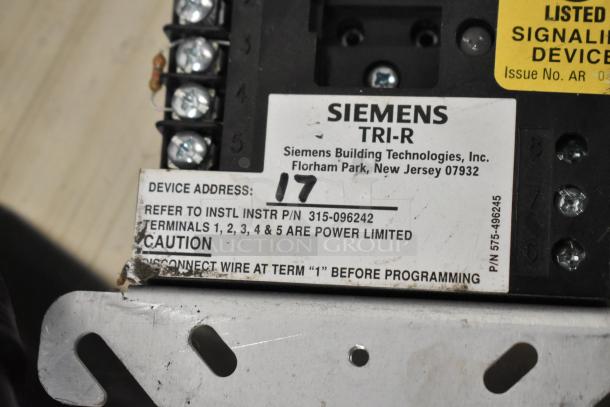 LISTED
SIGNALI
DEVICE
Issue No. AR
4
5
SIEMENS
TRI-R
Siemens Building Technologies, Inc.
Florham Park, New Jersey 07932
DEVICE ADDRESS: 17
REFER TO INSTL INSTR P/N 315-096242
TERMINALS 1, 2, 3, 4 & 5 ARE POWER LIMITED
CAUTION
DISCONNECT WIRE AT TERM "1" BEFORE PROGRAMMING
P/N 575-496245
AUCTION GROUP
8
7
6